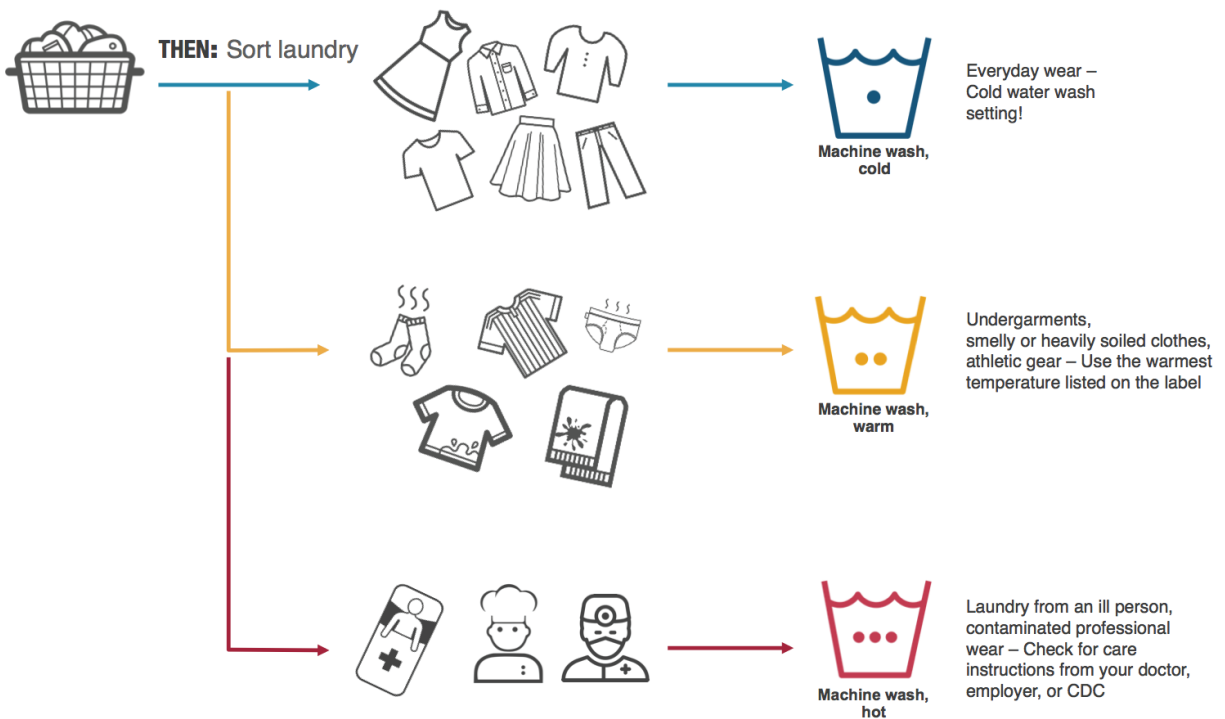 THEN: Sort laundry
Machine wash,
cold
Everyday wear –
Cold water wash
setting!
Machine wash,
warm
Undergarments,
smelly or heavily soiled clothes,
athletic gear – Use the warmest
temperature listed on the label
Machine wash,
hot
Laundry from an ill person,
contaminated professional
wear – Check for care
instructions from your doctor,
employer, or CDC